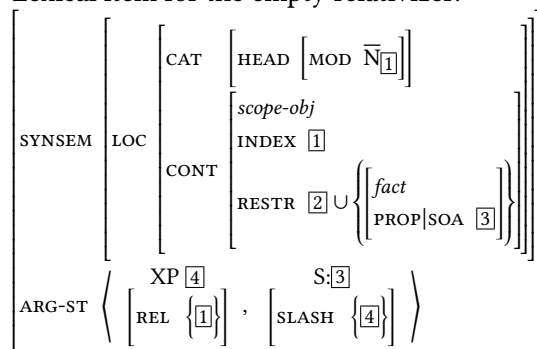 Lexical item for the empty relativizer:
CAT [HEAD [MOD N̅ 1]]
scope-obj
SYNSEM LOC INDEX 1
CONT
fact
RESTR 2 ∪ { }
PROP|SOA 3
XP 4 S: 3
ARG-ST ⟨ [REL {1}] , [SLASH {4}] ⟩